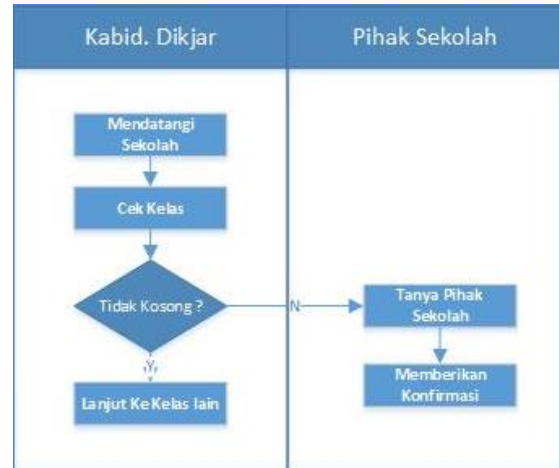 Kabid. Dikjar
Pihak Sekolah
Mendatangi
Sekolah
Cek Kelas
Tidak Kosong ?
N
Y
Lanjut Ke Kelas lain
Tanya Pihak
Sekolah
Memberikan
Konfirmasi